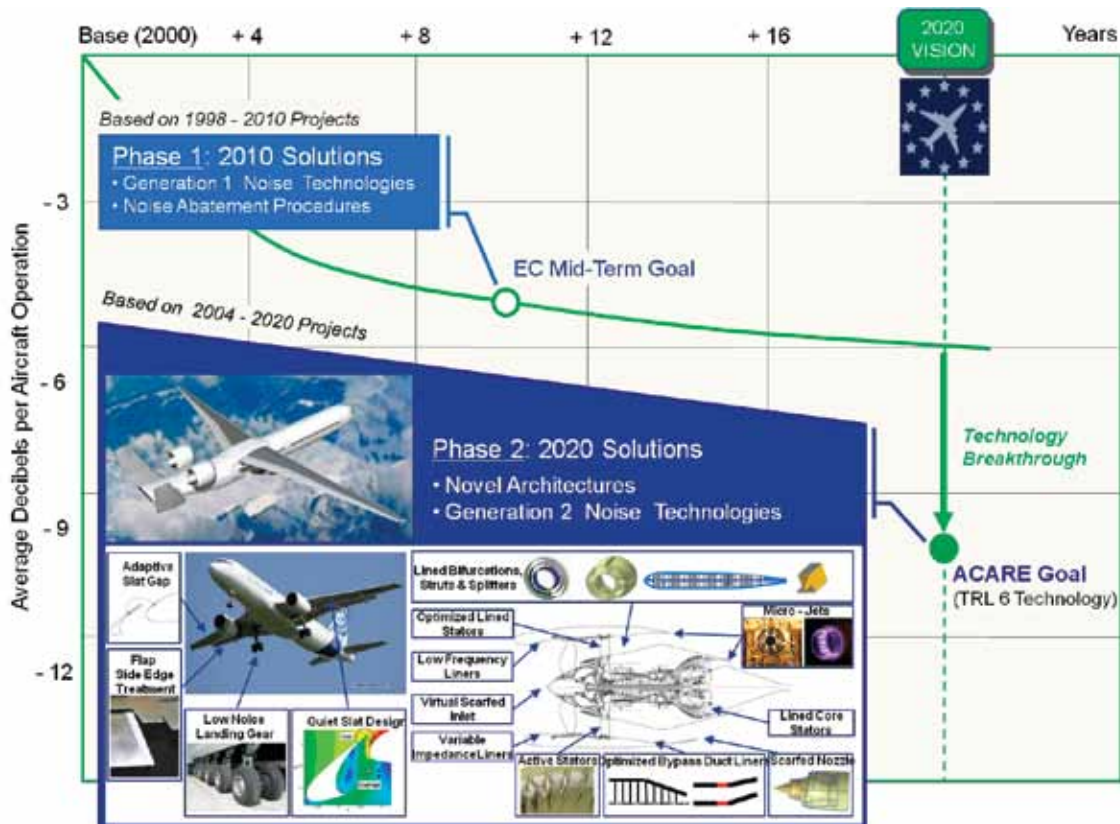 Base (2000) + 4 + 8 + 12 + 16 Years
2020
VISION
Based on 1998 - 2010 Projects
Phase 1: 2010 Solutions
• Generation 1 Noise Technologies
• Noise Abatement Procedures
- 3
EC Mid-Term Goal
Based on 2004 - 2020 Projects
Average Decibels per Aircraft Operation
- 6
Phase 2: 2020 Solutions
• Novel Architectures
• Generation 2 Noise Technologies
Technology
Breakthrough
- 9
ACARE Goal
(TRL 6 Technology)
- 12
Adaptive
Slat Gap
Flap
Side Edge
Treatment
Low Noise
Landing Gear
Quiet Slat Design
Lined Bifurcations,
Struts & Splitters
Optimized Lined
Stators
Low Frequency
Liners
Virtual Scarfed
Inlet
Variable
Impedance Liners
Micro - Jets
Lined Core
Stators
Active Stators
Optimized Bypass Duct Liners
Scarfed Nozzle